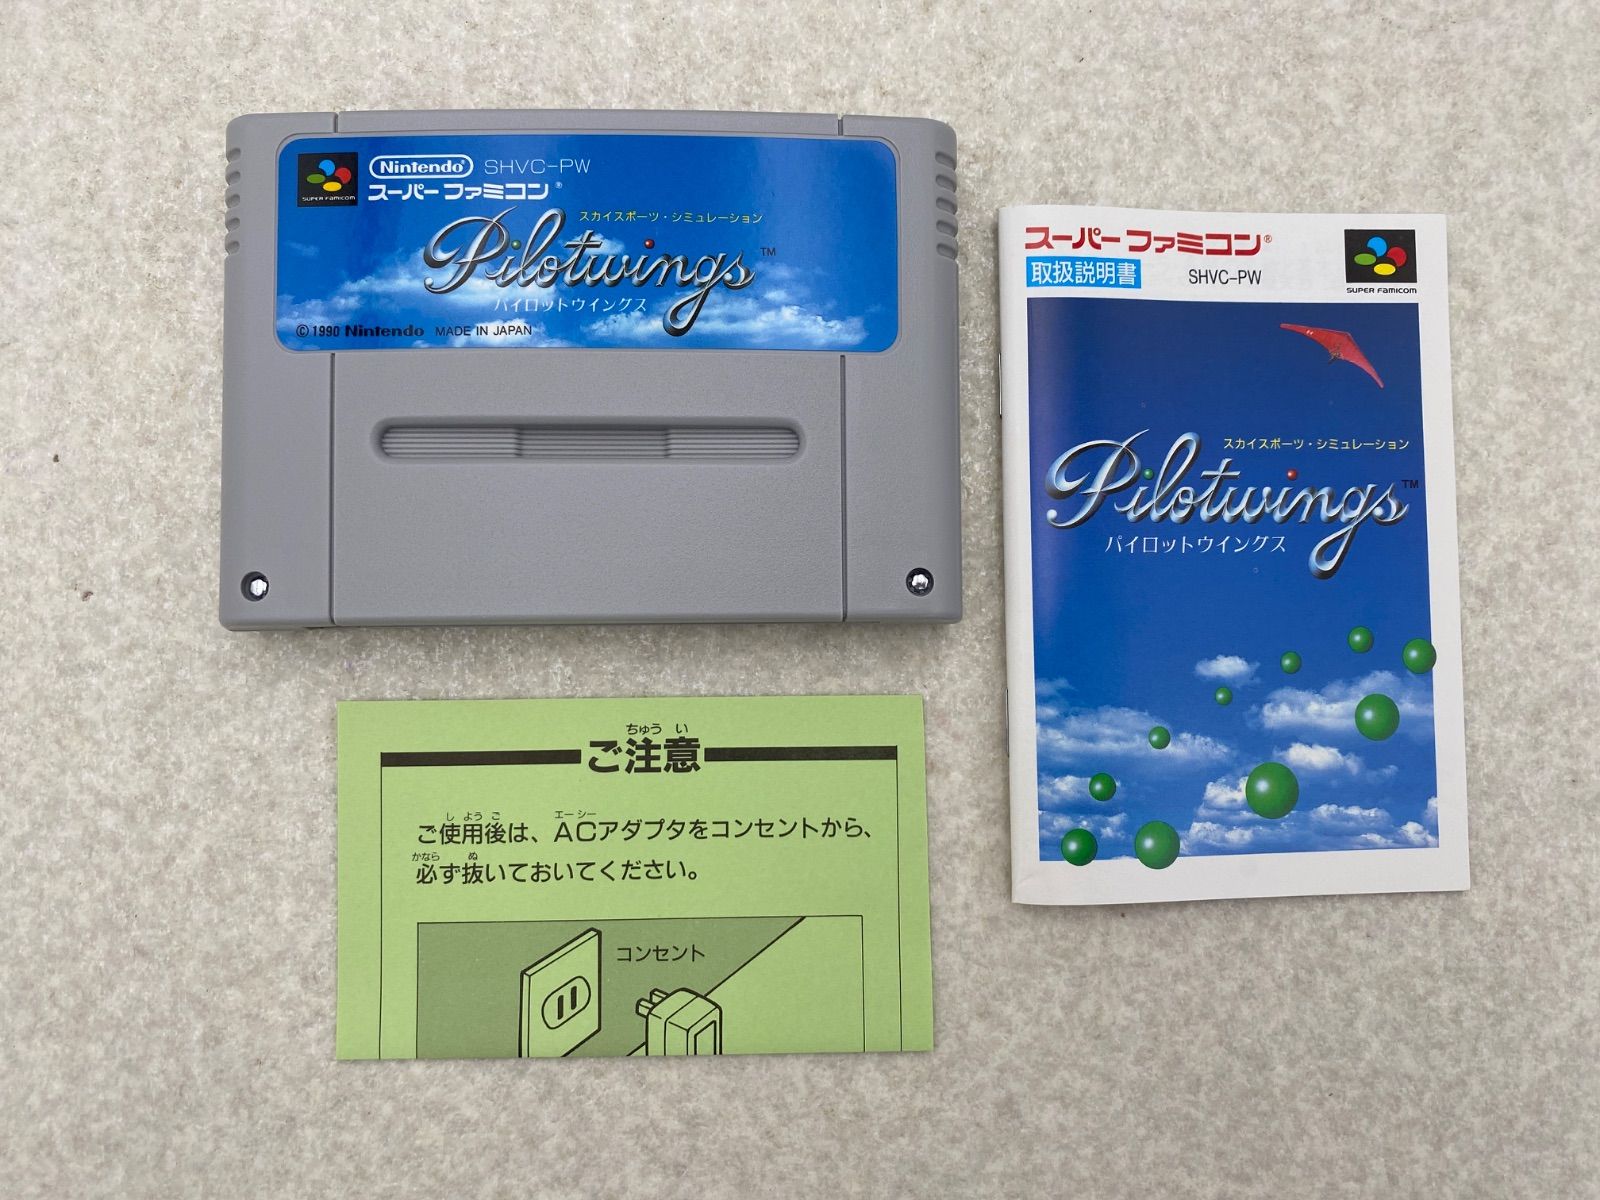 Nintendo® SHVC-PW
スーパーファミコン®
SUPER FAMICOM
スカイスポーツ・シミュレーション
Pilotwings™
パイロットウイングス
©1990 Nintendo MADE IN JAPAN
スーパーファミコン®
取扱説明書 SHVC-PW
SUPER FAMICOM
スカイスポーツ・シミュレーション
Pilotwings™
パイロットウイングス
ちゅう い
ご注意
し よう ご エーシー
ご使用後は、ACアダプタをコンセントから、
かなら ぬ
必ず抜いておいてください。
コンセント